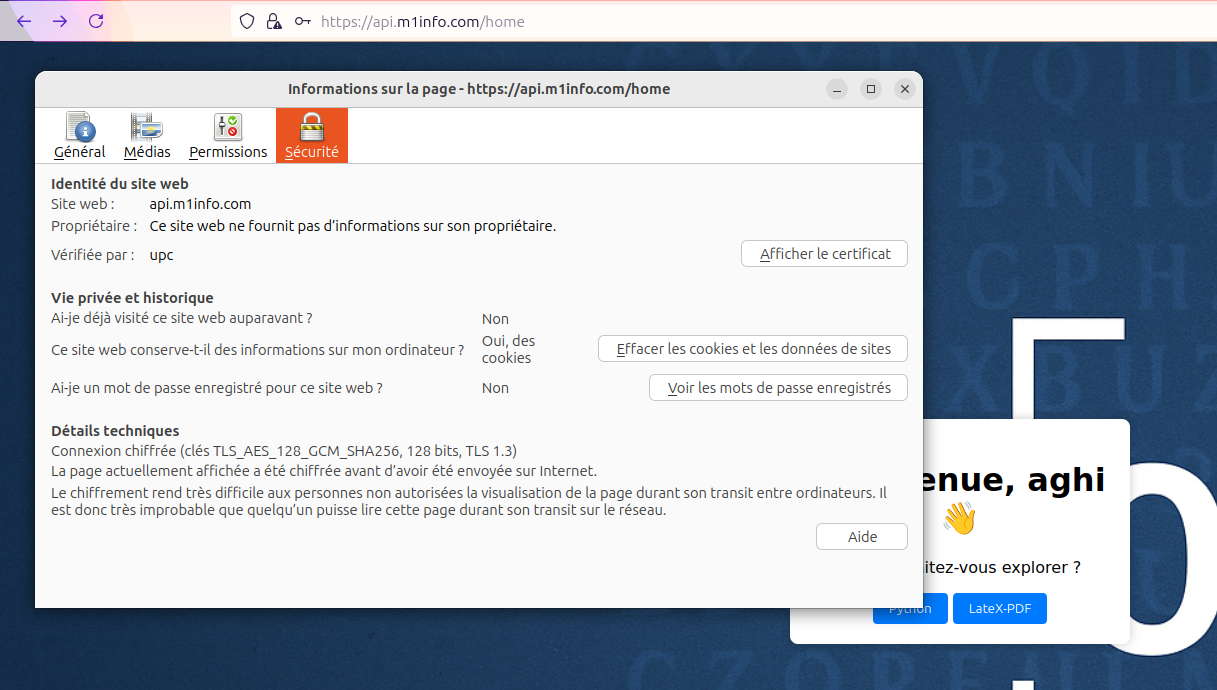 https://api.m1info.com/home
Informations sur la page - https://api.m1info.com/home
Général Médias Permissions Sécurité
Identité du site web
Site web : api.m1info.com
Propriétaire : Ce site web ne fournit pas d'informations sur son propriétaire.
Vérifiée par : upc
Afficher le certificat
Vie privée et historique
Ai-je déjà visité ce site web auparavant ? Non
Ce site web conserve-t-il des informations sur mon ordinateur ? Oui, des cookies
Effacer les cookies et les données de sites
Ai-je un mot de passe enregistré pour ce site web ? Non
Voir les mots de passe enregistrés
Détails techniques
Connexion chiffrée (clés TLS_AES_128_GCM_SHA256, 128 bits, TLS 1.3)
La page actuellement affichée a été chiffrée avant d'avoir été envoyée sur Internet.
Le chiffrement rend très difficile aux personnes non autorisées la visualisation de la page durant son transit entre ordinateurs. Il
est donc très improbable que quelqu'un puisse lire cette page durant son transit sur le réseau.
Aide
enue, aghi
itez-vous explorer ?
Python LateX-PDF